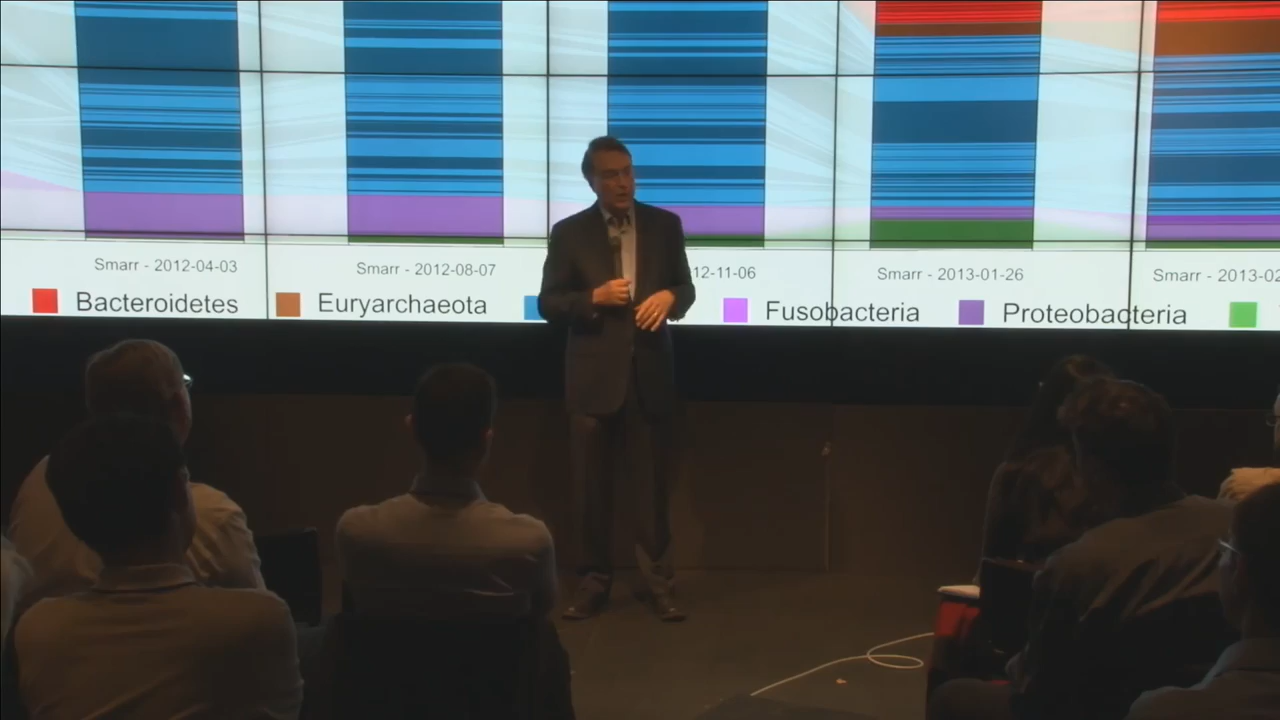 Smarr - 2012-04-03 Smarr - 2012-08-07 12-11-06 Smarr - 2013-01-26 Smarr - 2013-02
Bacteroidetes Euryarchaeota Fusobacteria Proteobacteria